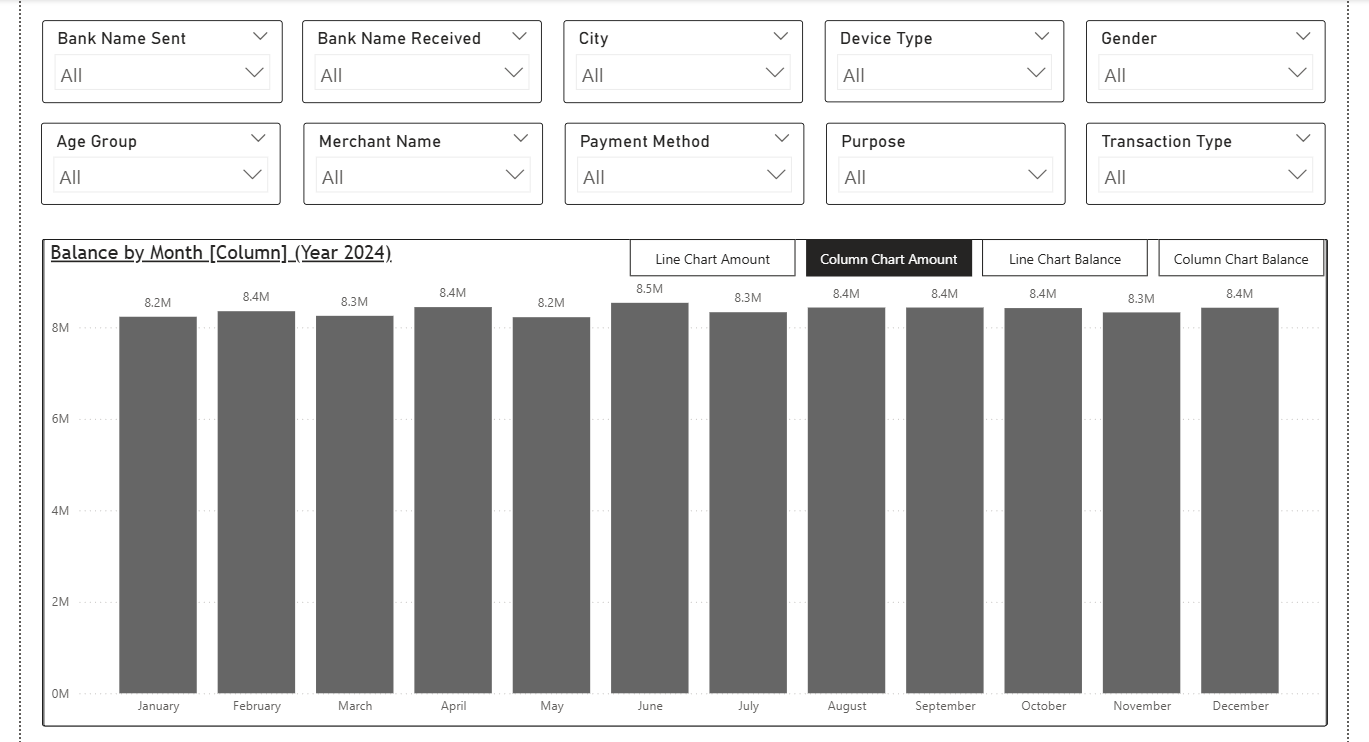 Bank Name Sent
All
Bank Name Received
All
City
All
Device Type
All
Gender
All
Age Group
All
Merchant Name
All
Payment Method
All
Purpose
All
Transaction Type
All
Balance by Month [Column] (Year 2024)
Line Chart Amount
Column Chart Amount
Line Chart Balance
Column Chart Balance
8.2M
8.4M
8.3M
8.4M
8.2M
8.5M
8.3M
8.4M
8.4M
8.4M
8.3M
8.4M
8M
6M
4M
2M
0M
January
February
March
April
May
June
July
August
September
October
November
December